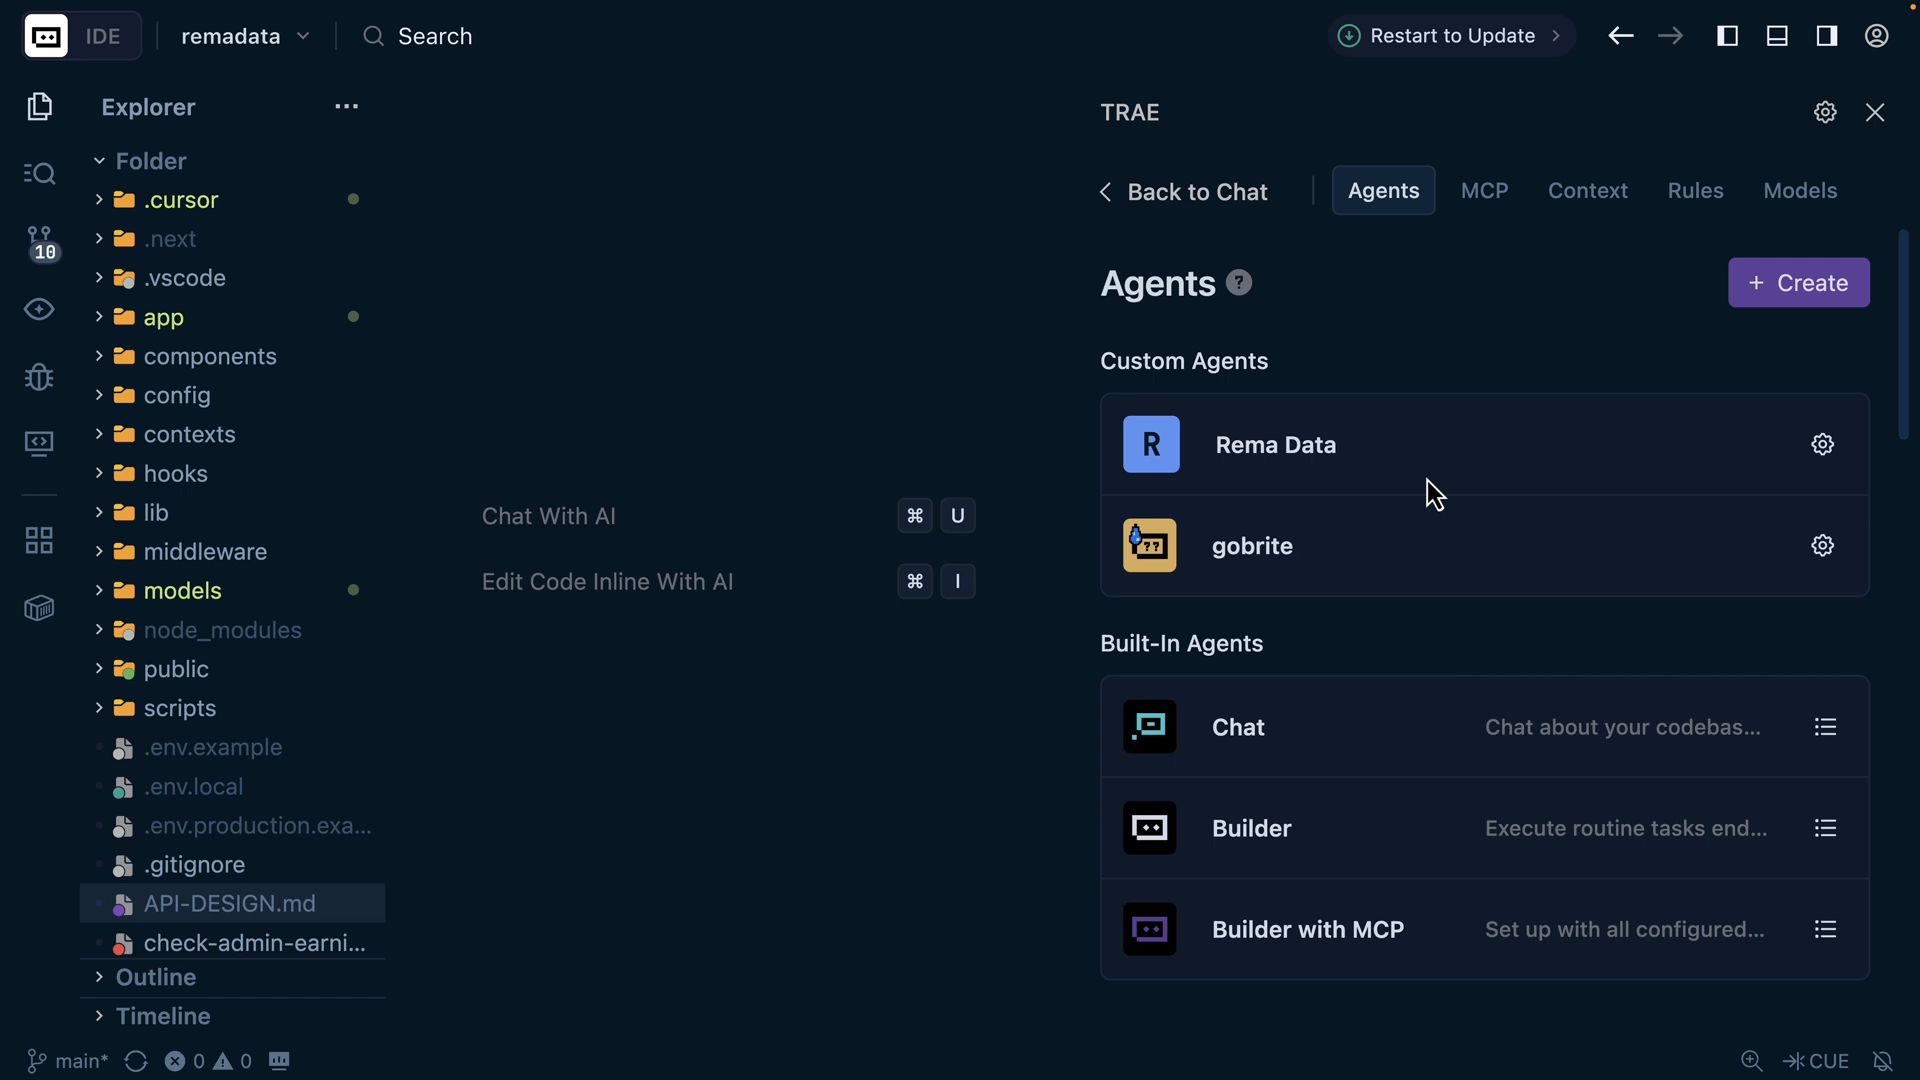 IDE
remadata
Search
Restart to Update
Explorer
Folder
.cursor
.next
.vscode
app
components
config
contexts
hooks
lib
middleware
models
node_modules
public
scripts
.env.example
.env.local
.env.production.exa...
.gitignore
API-DESIGN.md
check-admin-earni...
Outline
Timeline
10
Chat With AI ⌘ U
Edit Code Inline With AI ⌘ I
TRAE
Back to Chat
Agents
MCP
Context
Rules
Models
Agents ?
+ Create
Custom Agents
R Rema Data
?? gobrite
Built-In Agents
Chat Chat about your codebas...
Builder Execute routine tasks end...
Builder with MCP Set up with all configured...
main* 0 0
CUE